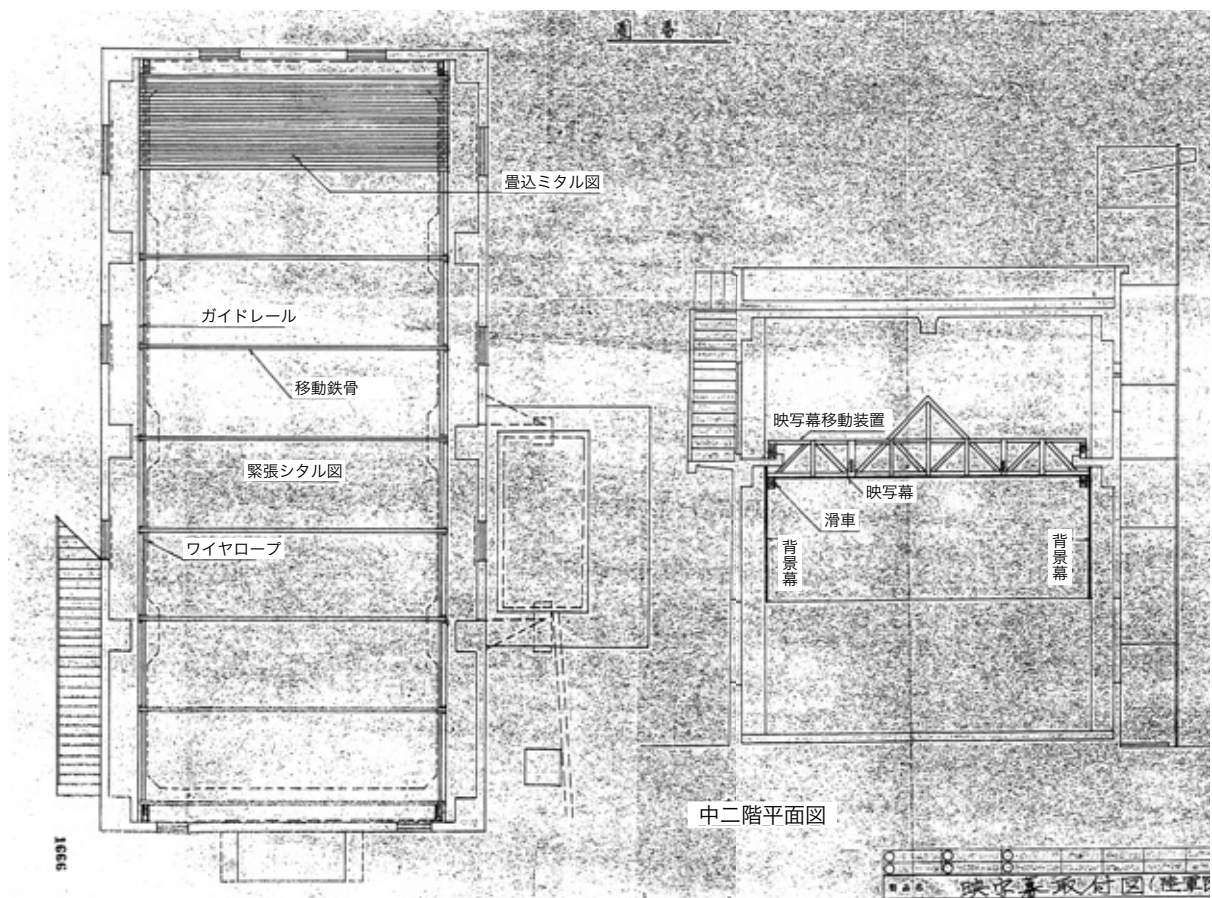 畳込ミタル図
ガイドレール
移動鉄骨
緊張シタル図
ワイヤロープ
映写幕移動装置
映写幕
滑車
背景幕
背景幕
中二階平面図
1666
映写幕取付図(陸軍